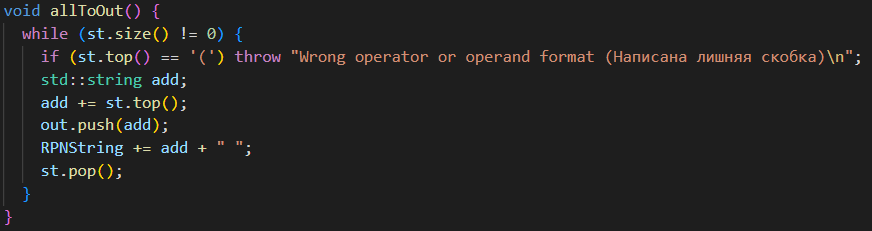 void allToOut() {
while (st.size() != 0) {
if (st.top() == '(') throw "Wrong operator or operand format (Написана лишняя скобка)\n";
std::string add;
add += st.top();
out.push(add);
RPNString += add + " ";
st.pop();
}
}